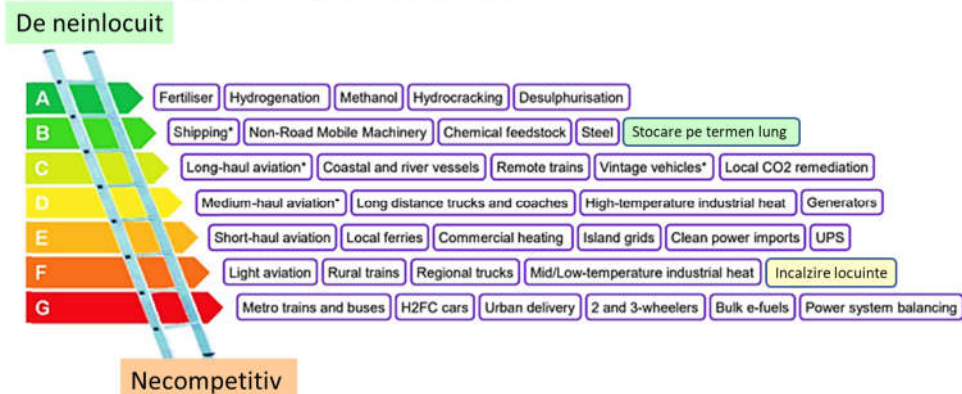 De neinlocuit
A Fertiliser Hydrogenation Methanol Hydrocracking Desulphurisation
B Shipping* Non-Road Mobile Machinery Chemical feedstock Steel Stocare pe termen lung
C Long-haul aviation* Coastal and river vessels Remote trains Vintage vehicles* Local CO2 remediation
D Medium-haul aviation* Long distance trucks and coaches High-temperature industrial heat Generators
E Short-haul aviation Local ferries Commercial heating Island grids Clean power imports UPS
F Light aviation Rural trains Regional trucks Mid/Low-temperature industrial heat Incalzire locuinte
G Metro trains and buses H2FC cars Urban delivery 2 and 3-wheelers Bulk e-fuels Power system balancing
Necompetitiv